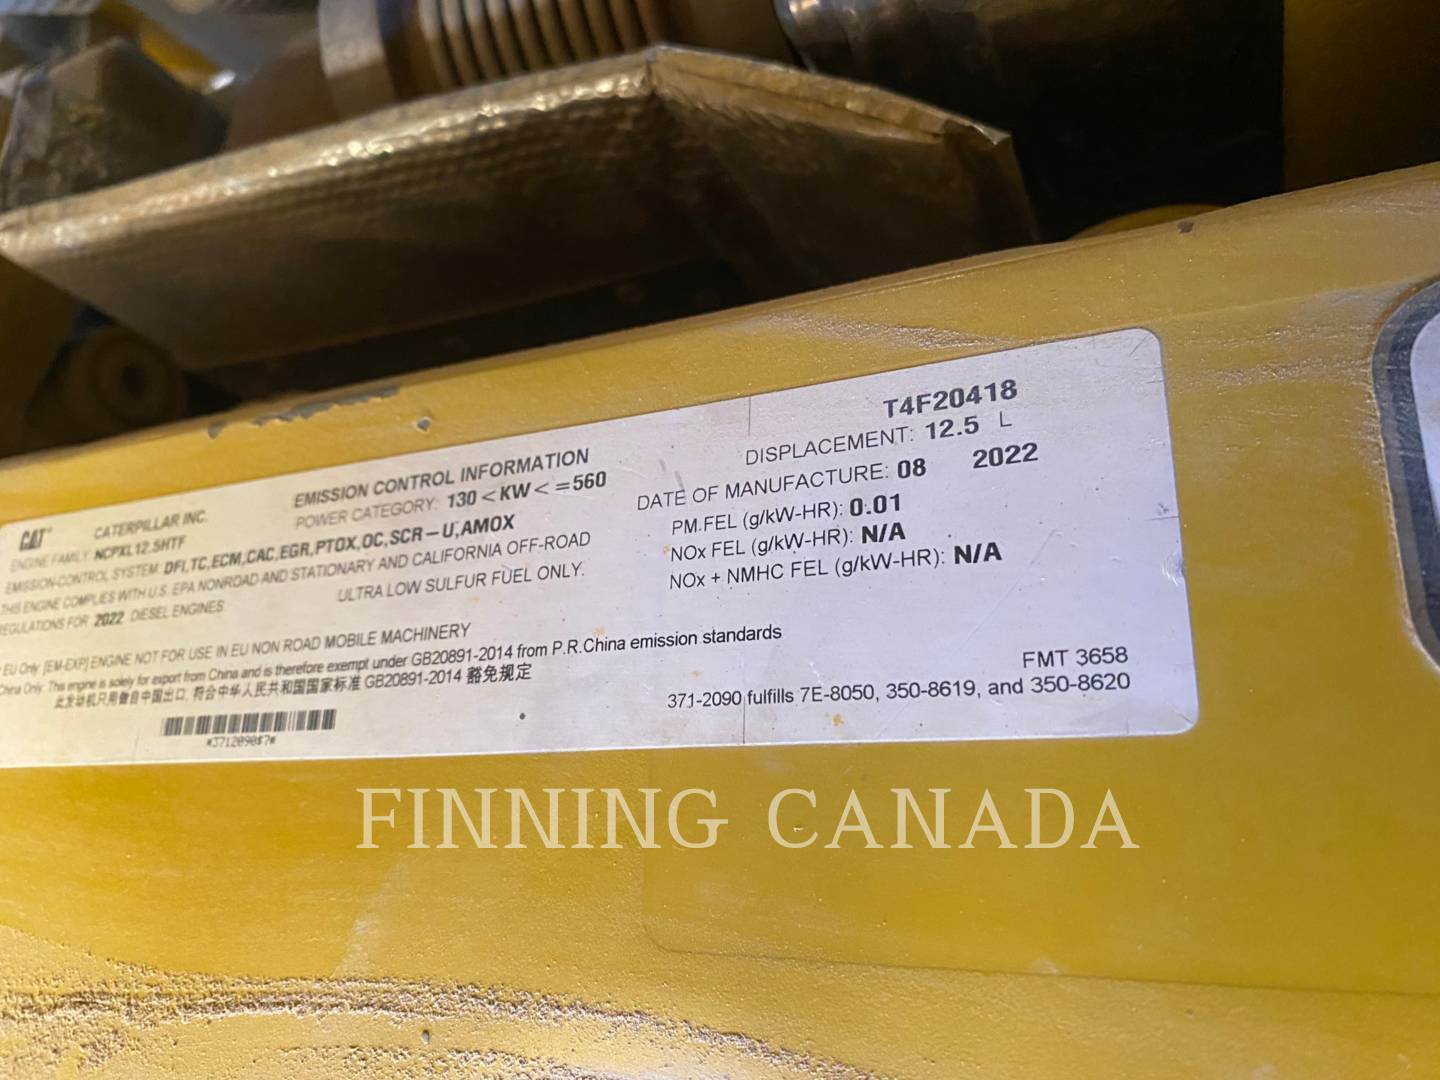 CAT
CATERPILLAR INC.
EMISSION CONTROL INFORMATION
T4F20418
ENGINE FAMILY: NCPXL12.5HTF
POWER CATEGORY: 130<KW<=560
DISPLACEMENT: 12.5 L
EMISSION-CONTROL SYSTEM: DFI,TC,ECM,CAC,EGR,PTOX,OC,SCR-U,AMOX
DATE OF MANUFACTURE: 08 2022
THIS ENGINE COMPLIES WITH U.S. EPA NONROAD AND STATIONARY AND CALIFORNIA OFF-ROAD
PM.FEL (g/kW-HR): 0.01
REGULATIONS FOR 2022 DIESEL ENGINES
ULTRA LOW SULFUR FUEL ONLY.
NOx FEL (g/kW-HR): N/A
NOx + NMHC FEL (g/kW-HR): N/A
EU Only [EM-EXP] ENGINE NOT FOR USE IN EU NON ROAD MOBILE MACHINERY
China Only: This engine is solely for export from China and is therefore exempt under GB20891-2014 from P.R.China emission standards
此发动机只用做自中国出口, 符合中华人民共和国国家标准 GB20891-2014 豁免规定
FMT 3658
371-2090 fulfills 7E-8050, 350-8619, and 350-8620
FINNING CANADA